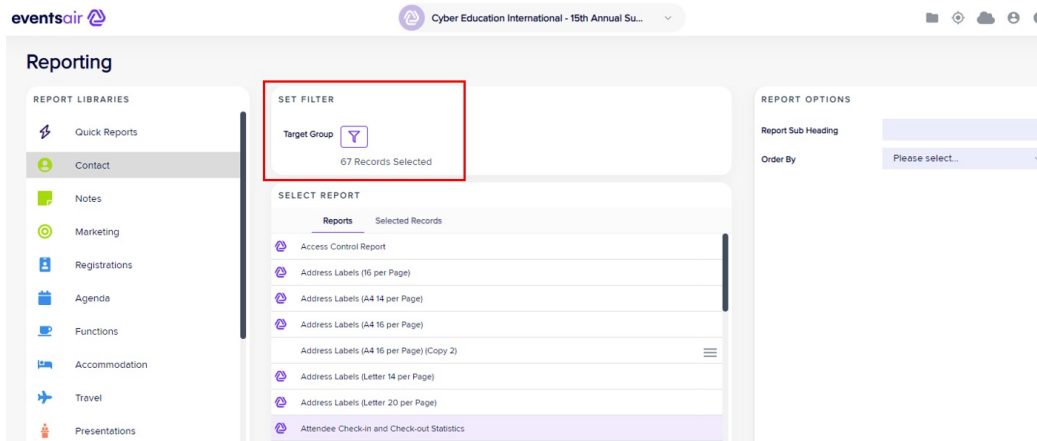 eventsair
Cyber Education International - 15th Annual Su...
Reporting
REPORT LIBRARIES
Quick Reports
Contact
Notes
Marketing
Registrations
Agenda
Functions
Accommodation
Travel
Presentations
SET FILTER
Target Group
67 Records Selected
SELECT REPORT
Reports Selected Records
Access Control Report
Address Labels (16 per Page)
Address Labels (A4 14 per Page)
Address Labels (A4 16 per Page)
Address Labels (A4 16 per Page) (Copy 2)
Address Labels (Letter 14 per Page)
Address Labels (Letter 20 per Page)
Attendee Check-in and Check-out Statistics
REPORT OPTIONS
Report Sub Heading
Order By Please select...